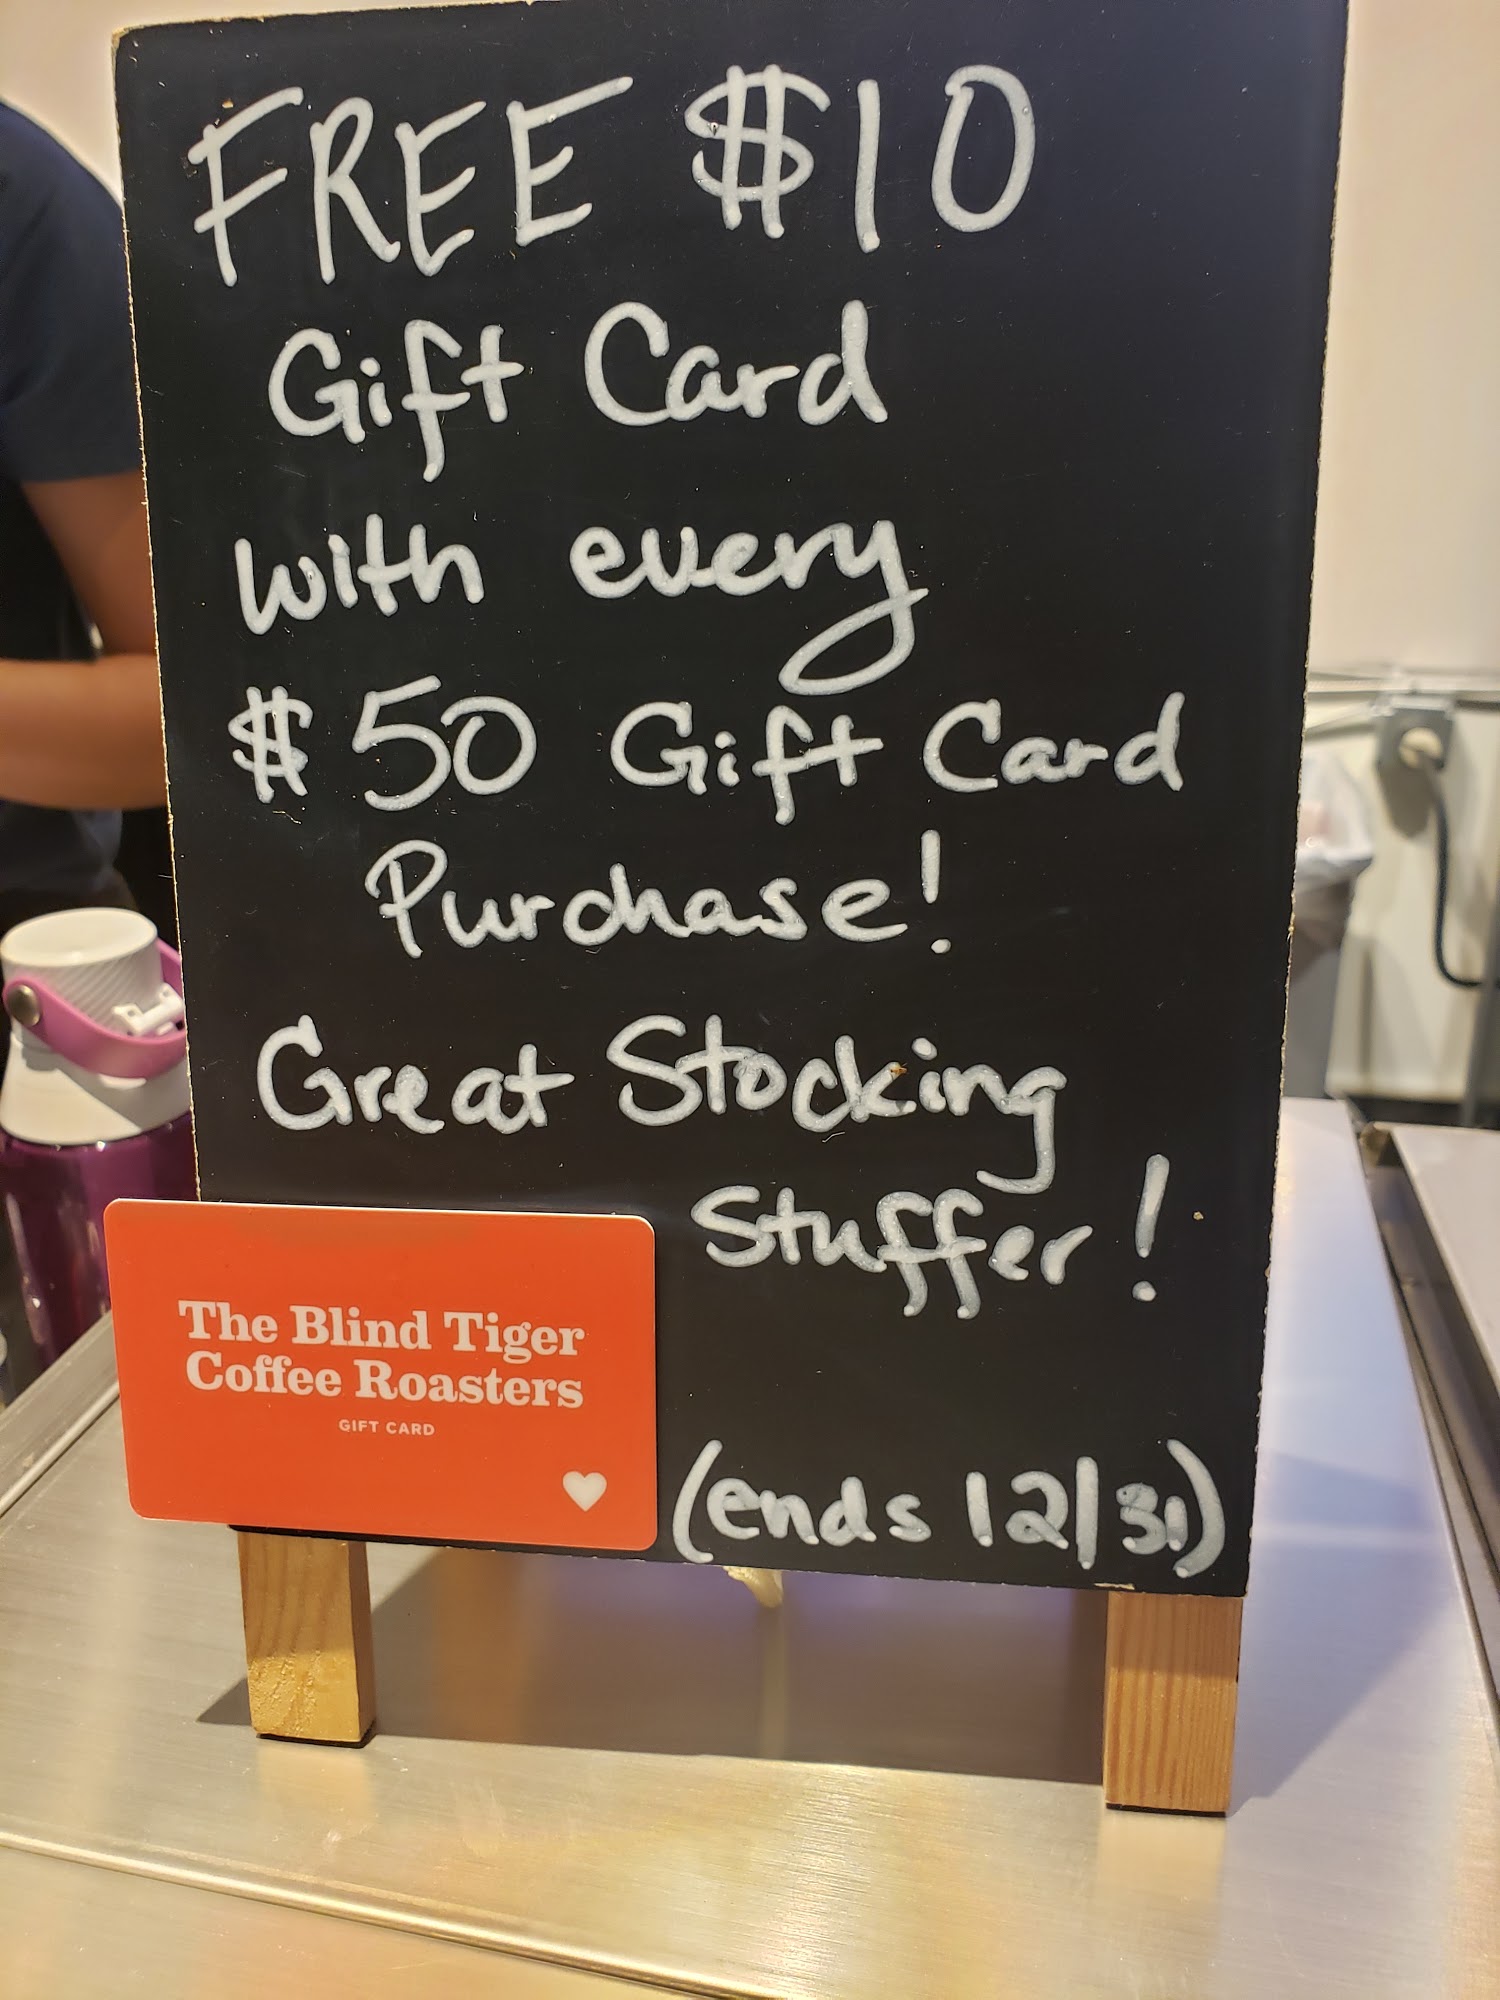 FREE $10
Gift Card
with every
$50 Gift Card
Purchase!
Great Stocking
Stuffer!
The Blind Tiger
Coffee Roasters
GIFT CARD
(ends 12/31)